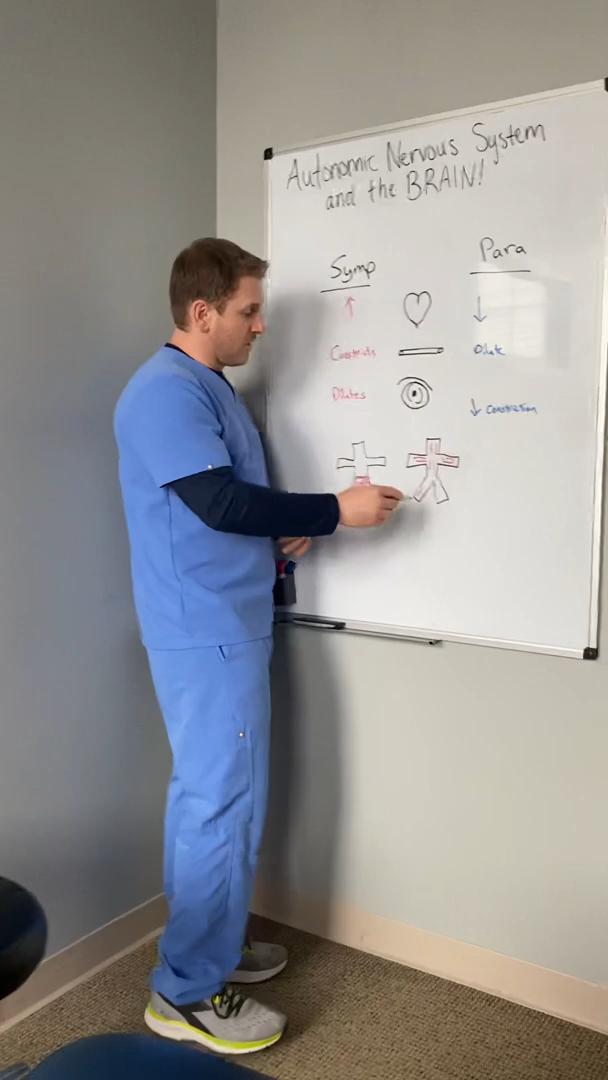 Autonomic Nervous System
and the BRAIN!
Symp
Para
Constricts
Dilate
Dilates
↓ Constriction